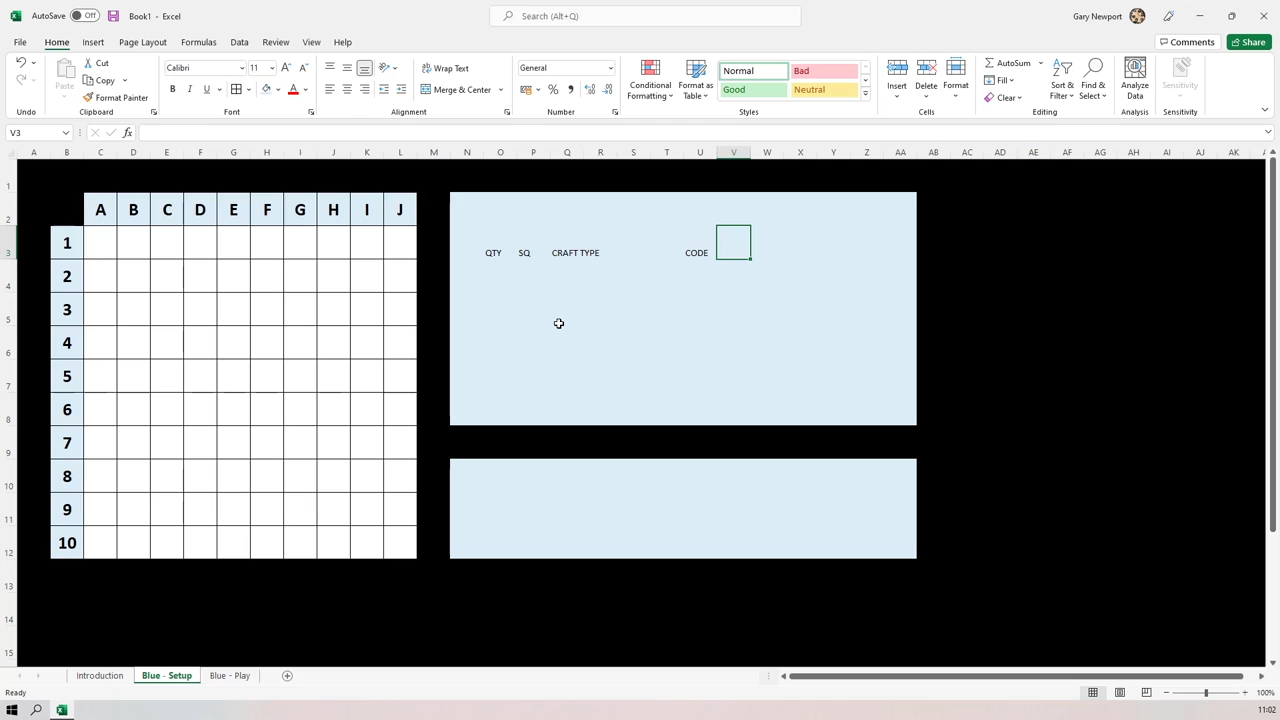 AutoSave Off Book1 - Excel Search (Alt+Q) Gary Newport
File Home Insert Page Layout Formulas Data Review View Help Comments Share
Undo Paste Cut Copy Format Painter Clipboard
Calibri 11 B I U A Font
Wrap Text Merge & Center Alignment
General % Number
Conditional Formatting Format as Table Normal Bad Good Neutral Styles
Insert Delete Format Cells
AutoSum Fill Clear Sort & Filter Find & Select Editing
Analyze Data Analysis Sensitivity Sensitivity
V3 fx
A B C D E F G H I J K L M N O P Q R S T U V W X Y Z AA AB AC AD AE AF AG AH AI AJ AK AL
1
2 A B C D E F G H I J
3 1 QTY SQ CRAFT TYPE CODE
4 2
5 3
6 4
7 5
8 6
9 7
10 8
11 9
12 10
13
14
15
Introduction Blue - Setup Blue - Play
Ready 100%
11:02